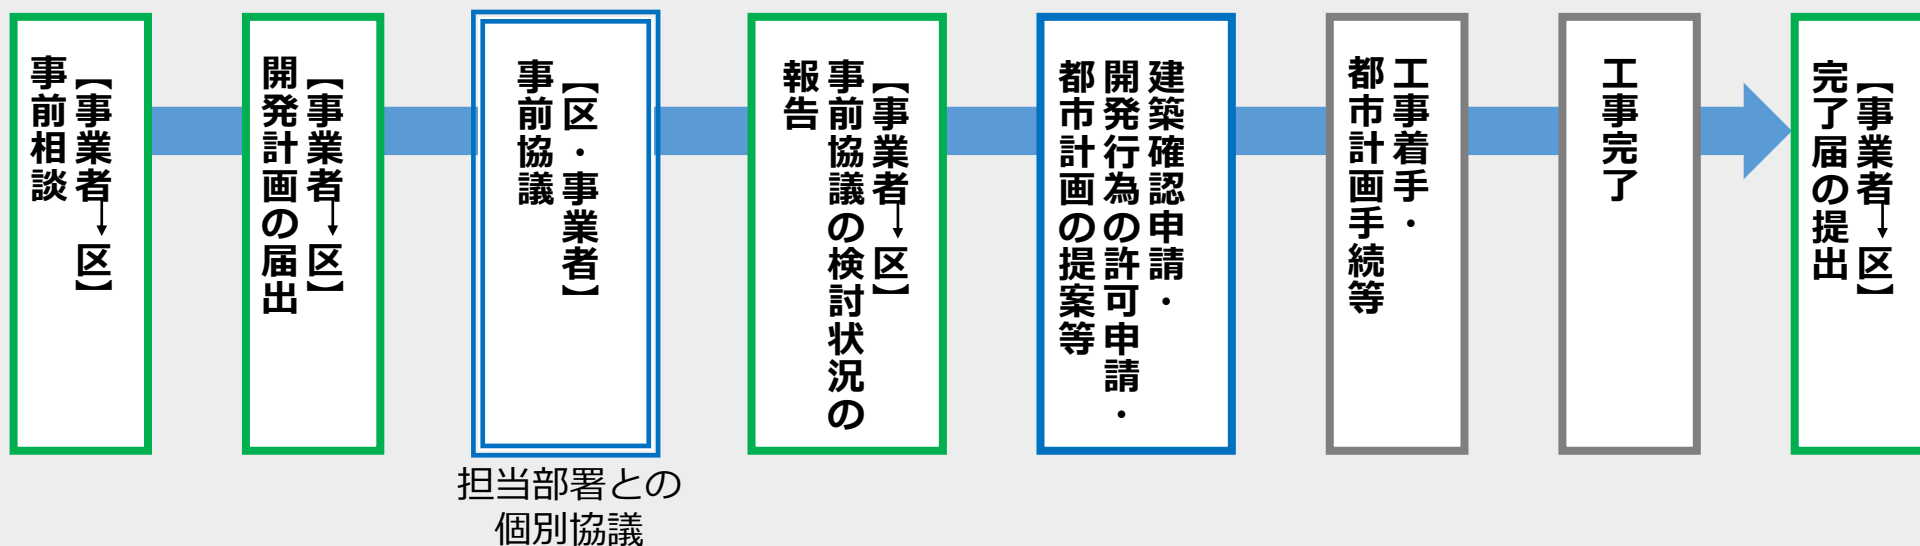 【事業者→区】
事前相談
【事業者→区】
開発計画の届出
【区・事業者】
事前協議
担当部署との
個別協議
【事業者→区】
事前協議の検討状況の
報告
建築確認申請・
開発行為の許可申請・
都市計画の提案等
工事着手・
都市計画手続等
工事完了
【事業者→区】
完了届の提出